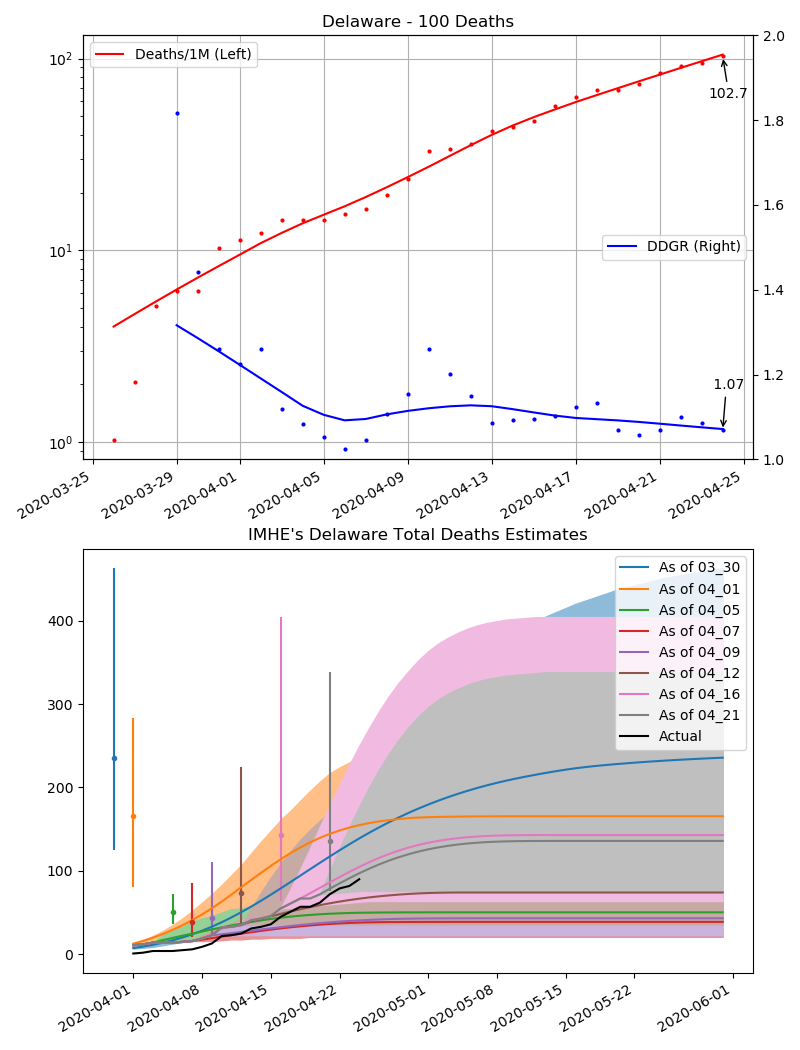 Delaware - 100 Deaths
Deaths/1M (Left)
DDGR (Right)
102.7
1.07
10²
10¹
10⁰
2.0
1.8
1.6
1.4
1.2
1.0
2020-03-25
2020-03-29
2020-04-01
2020-04-05
2020-04-09
2020-04-13
2020-04-17
2020-04-21
2020-04-25
IMHE's Delaware Total Deaths Estimates
As of 03_30
As of 04_01
As of 04_05
As of 04_07
As of 04_09
As of 04_12
As of 04_16
As of 04_21
Actual
400
300
200
100
0
2020-04-01
2020-04-08
2020-04-15
2020-04-22
2020-05-01
2020-05-08
2020-05-15
2020-05-22
2020-06-01